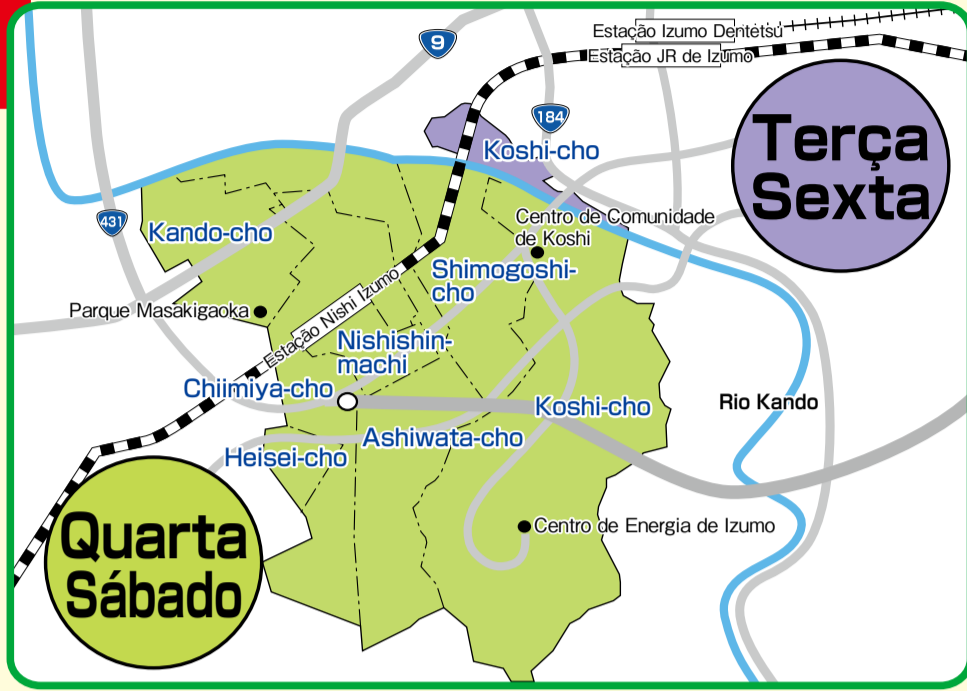 Estação Izumo Dentetsu
9
Estação JR de Izumo
184
Terça
Sexta
Koshi-cho
431
Kando-cho
Centro de Comunidade
de Koshi
Shimogoshi-
cho
Parque Masakigaoka
Estação Nishi Izumo
Nishishin-
machi
Chiimiya-cho
Koshi-cho
Rio Kando
Ashiwata-cho
Heisei-cho
Quarta
Sábado
Centro de Energia de Izumo